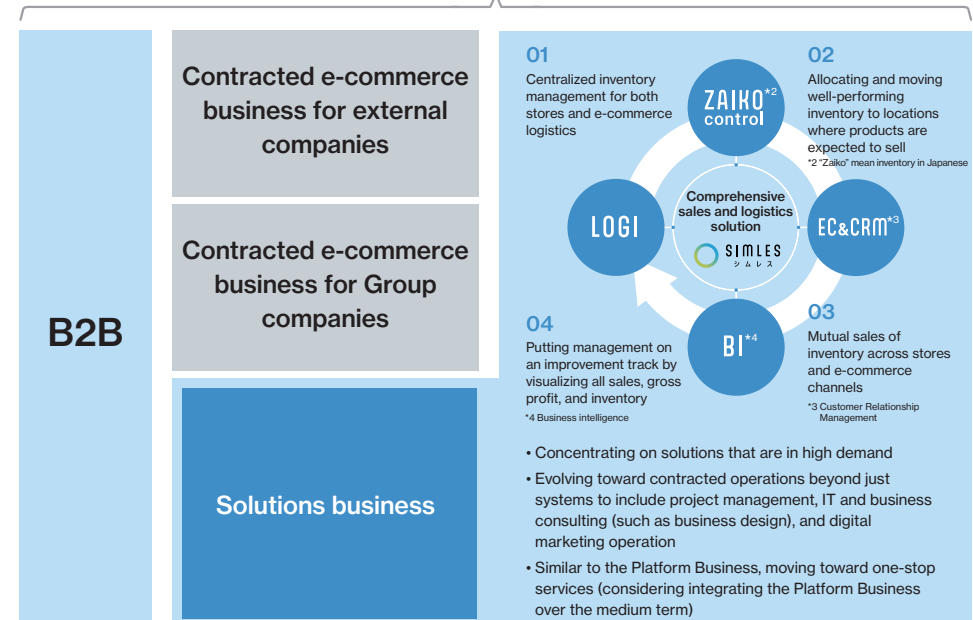 B2B
Contracted e-commerce
business for external
companies
Contracted e-commerce
business for Group
companies
Solutions business
01
Centralized inventory
management for both
stores and e-commerce
logistics
ZAIKO*2
control
02
Allocating and moving
well-performing
inventory to locations
where products are
expected to sell
*2 "Zaiko" mean inventory in Japanese
LOGI
Comprehensive
sales and logistics
solution
SIMLES
シムレス
EC&CRM*3
04
Putting management on
an improvement track by
visualizing all sales, gross
profit, and inventory
*4 Business intelligence
BI*4
03
Mutual sales of
inventory across stores
and e-commerce
channels
*3 Customer Relationship
Management
• Concentrating on solutions that are in high demand
• Evolving toward contracted operations beyond just
systems to include project management, IT and business
consulting (such as business design), and digital
marketing operation
• Similar to the Platform Business, moving toward one-stop
services (considering integrating the Platform Business
over the medium term)